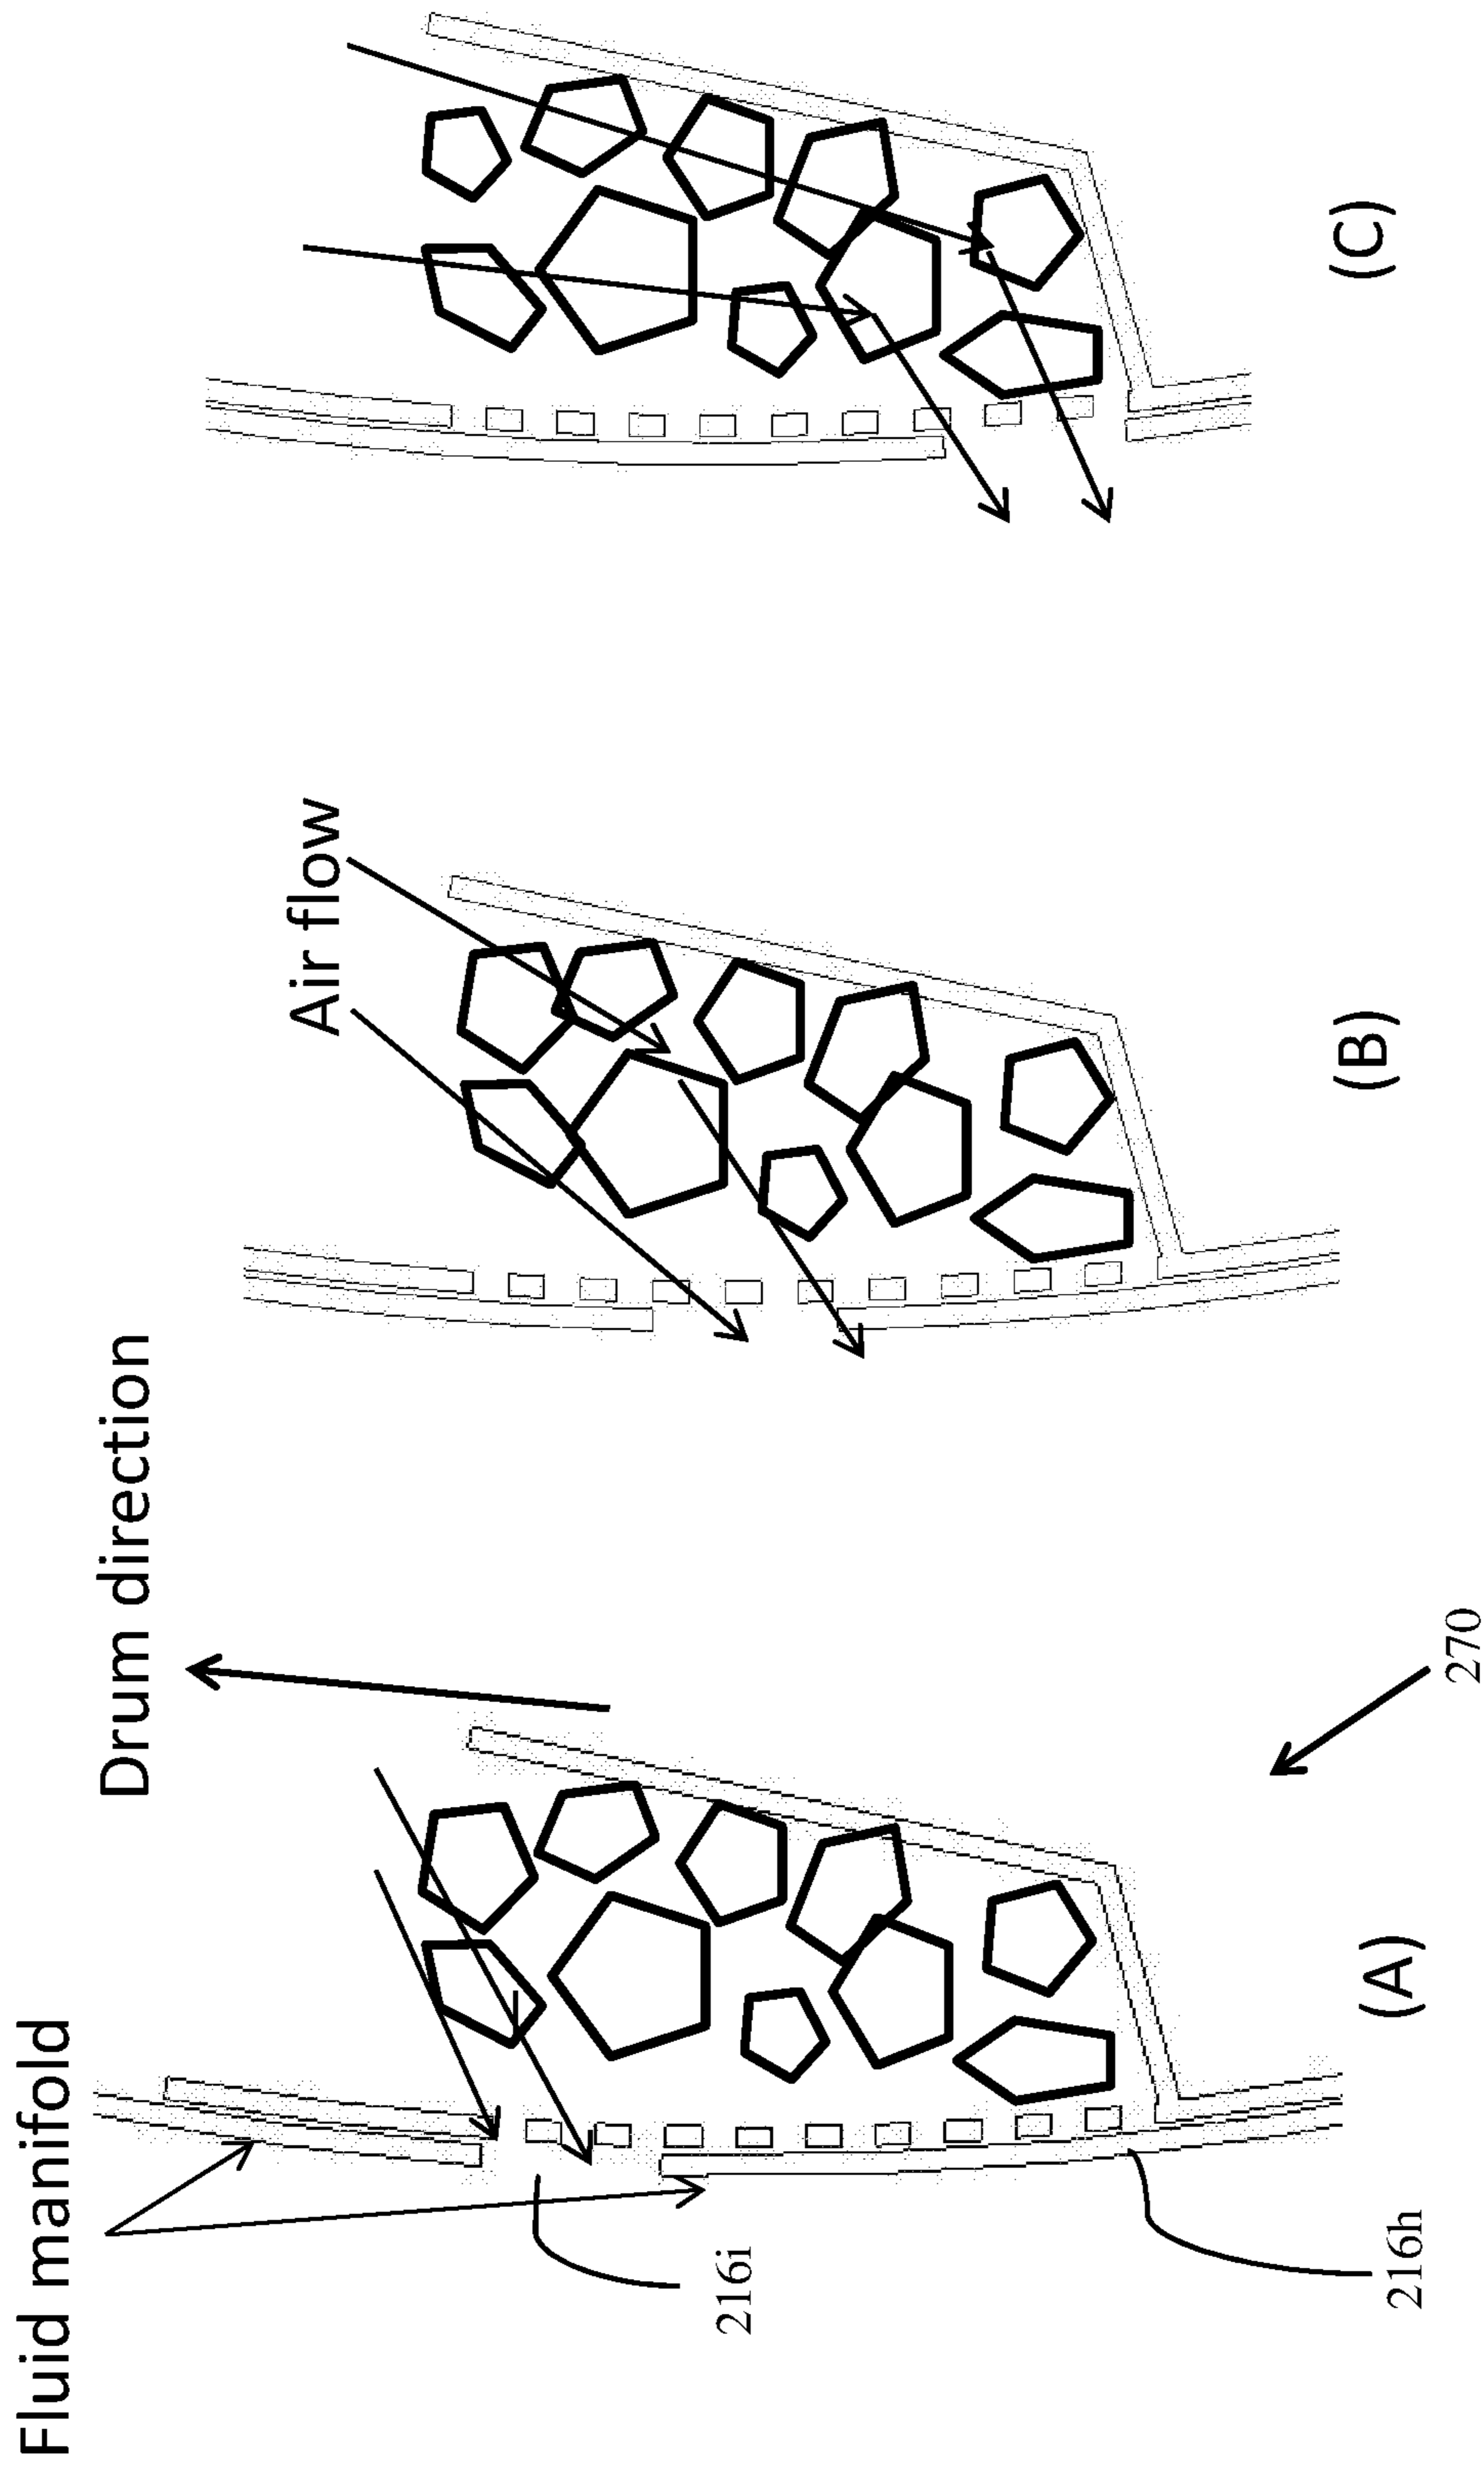 Fluid manifold
Drum direction
Air flow
216i
216h
270
(A)
(B)
(C)